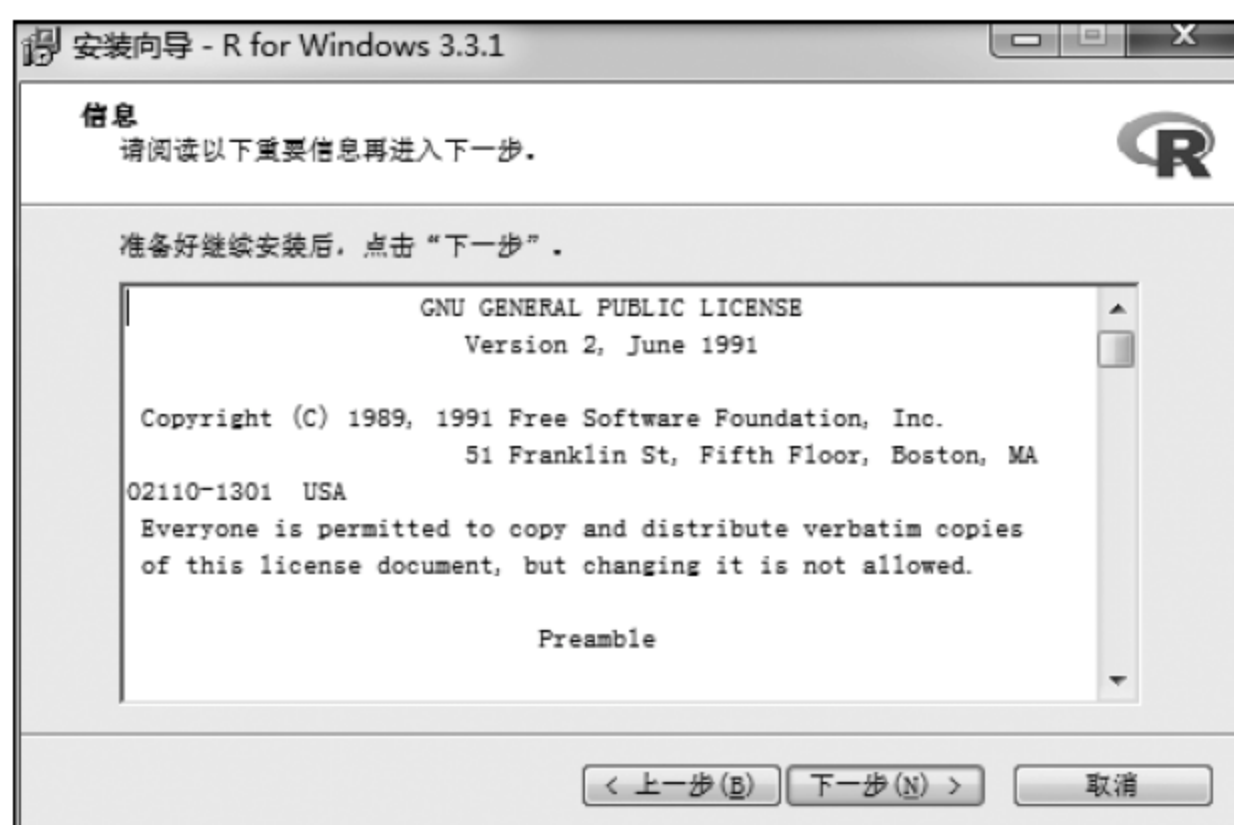 安装向导 - R for Windows 3.3.1
信息
请阅读以下重要信息再进入下一步.
R
准备好继续安装后, 点击“下一步”.
GNU GENERAL PUBLIC LICENSE
Version 2, June 1991
Copyright (C) 1989, 1991 Free Software Foundation, Inc.
51 Franklin St, Fifth Floor, Boston, MA
02110-1301 USA
Everyone is permitted to copy and distribute verbatim copies
of this license document, but changing it is not allowed.
Preamble
< 上一步(B) 下一步(N) > 取消